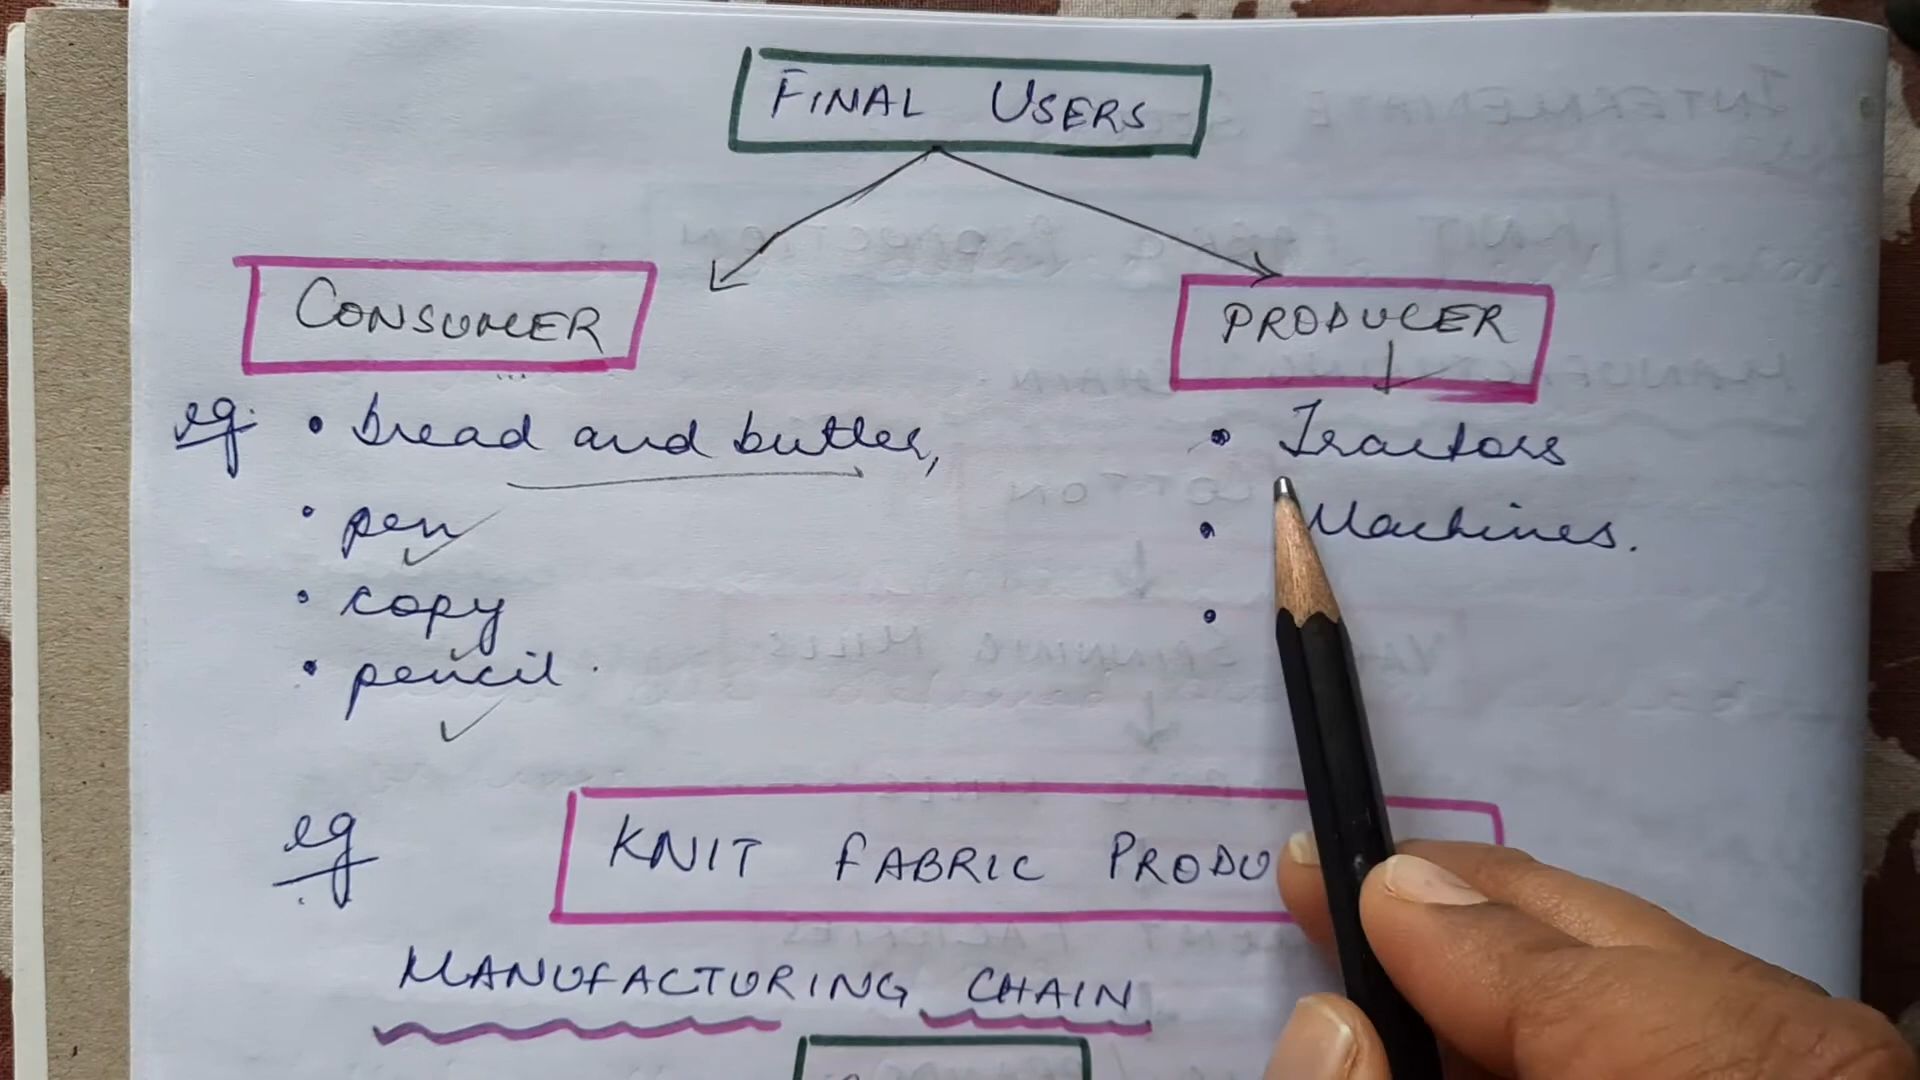 FINAL USERS
CONSUMER
PRODUCER
eg. • bread and butter,
• pen
• copy
• pencil.
• Tractors
• Machines.
•
eg KNIT FABRIC PRODU
MANUFACTURING CHAIN